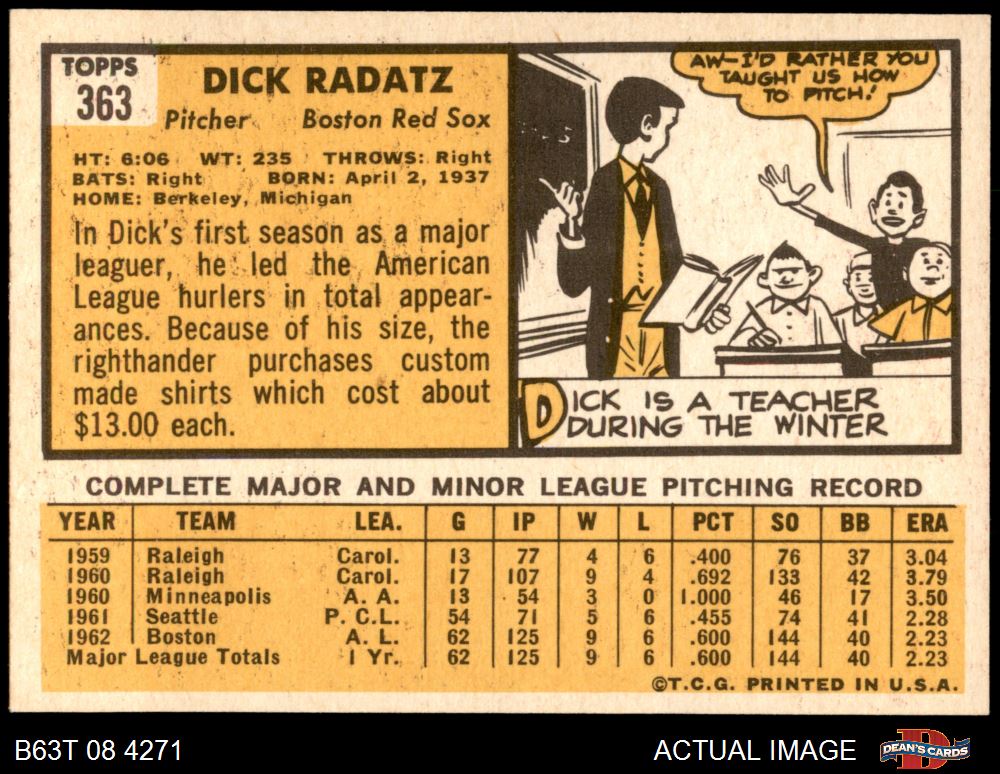 TOPPS
363
DICK RADATZ
Pitcher Boston Red Sox
HT: 6:06 WT: 235 THROWS: Right
BATS: Right BORN: April 2, 1937
HOME: Berkeley, Michigan
In Dick's first season as a major
leaguer, he led the American
League hurlers in total appear-
ances. Because of his size, the
righthander purchases custom
made shirts which cost about
$13.00 each.
AW-I'D RATHER YOU
TAUGHT US HOW
TO PITCH!
DICK IS A TEACHER
DURING THE WINTER
COMPLETE MAJOR AND MINOR LEAGUE PITCHING RECORD
YEAR TEAM LEA. G IP W L PCT SO BB ERA
1959 Raleigh Carol. 13 77 4 6 .400 76 37 3.04
1960 Raleigh Carol. 17 107 9 4 .692 133 42 3.79
1960 Minneapolis A. A. 13 54 3 0 1.000 46 17 3.50
1961 Seattle P. C.L. 54 71 5 6 .455 74 41 2.28
1962 Boston A. L. 62 125 9 6 .600 144 40 2.23
Major League Totals 1 Yr. 62 125 9 6 .600 144 40 2.23
©T.C.G. PRINTED IN U.S.A.
B63T 08 4271 ACTUAL IMAGE DEAN'S CARDS